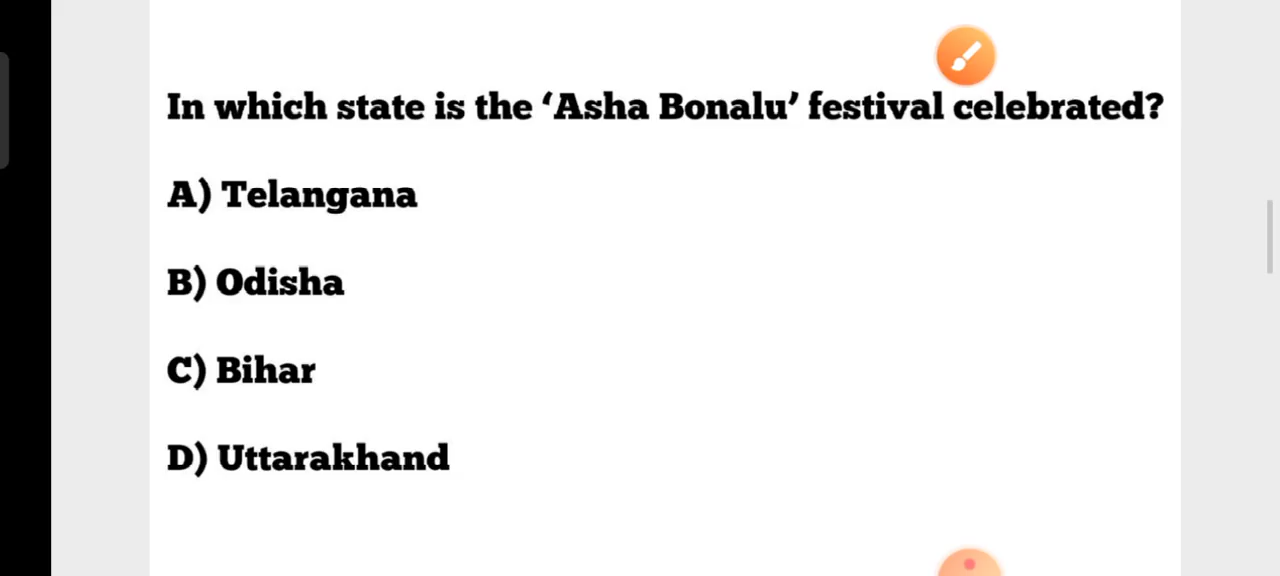 In which state is the ‘Asha Bonalu’ festival celebrated?
A) Telangana
B) Odisha
C) Bihar
D) Uttarakhand